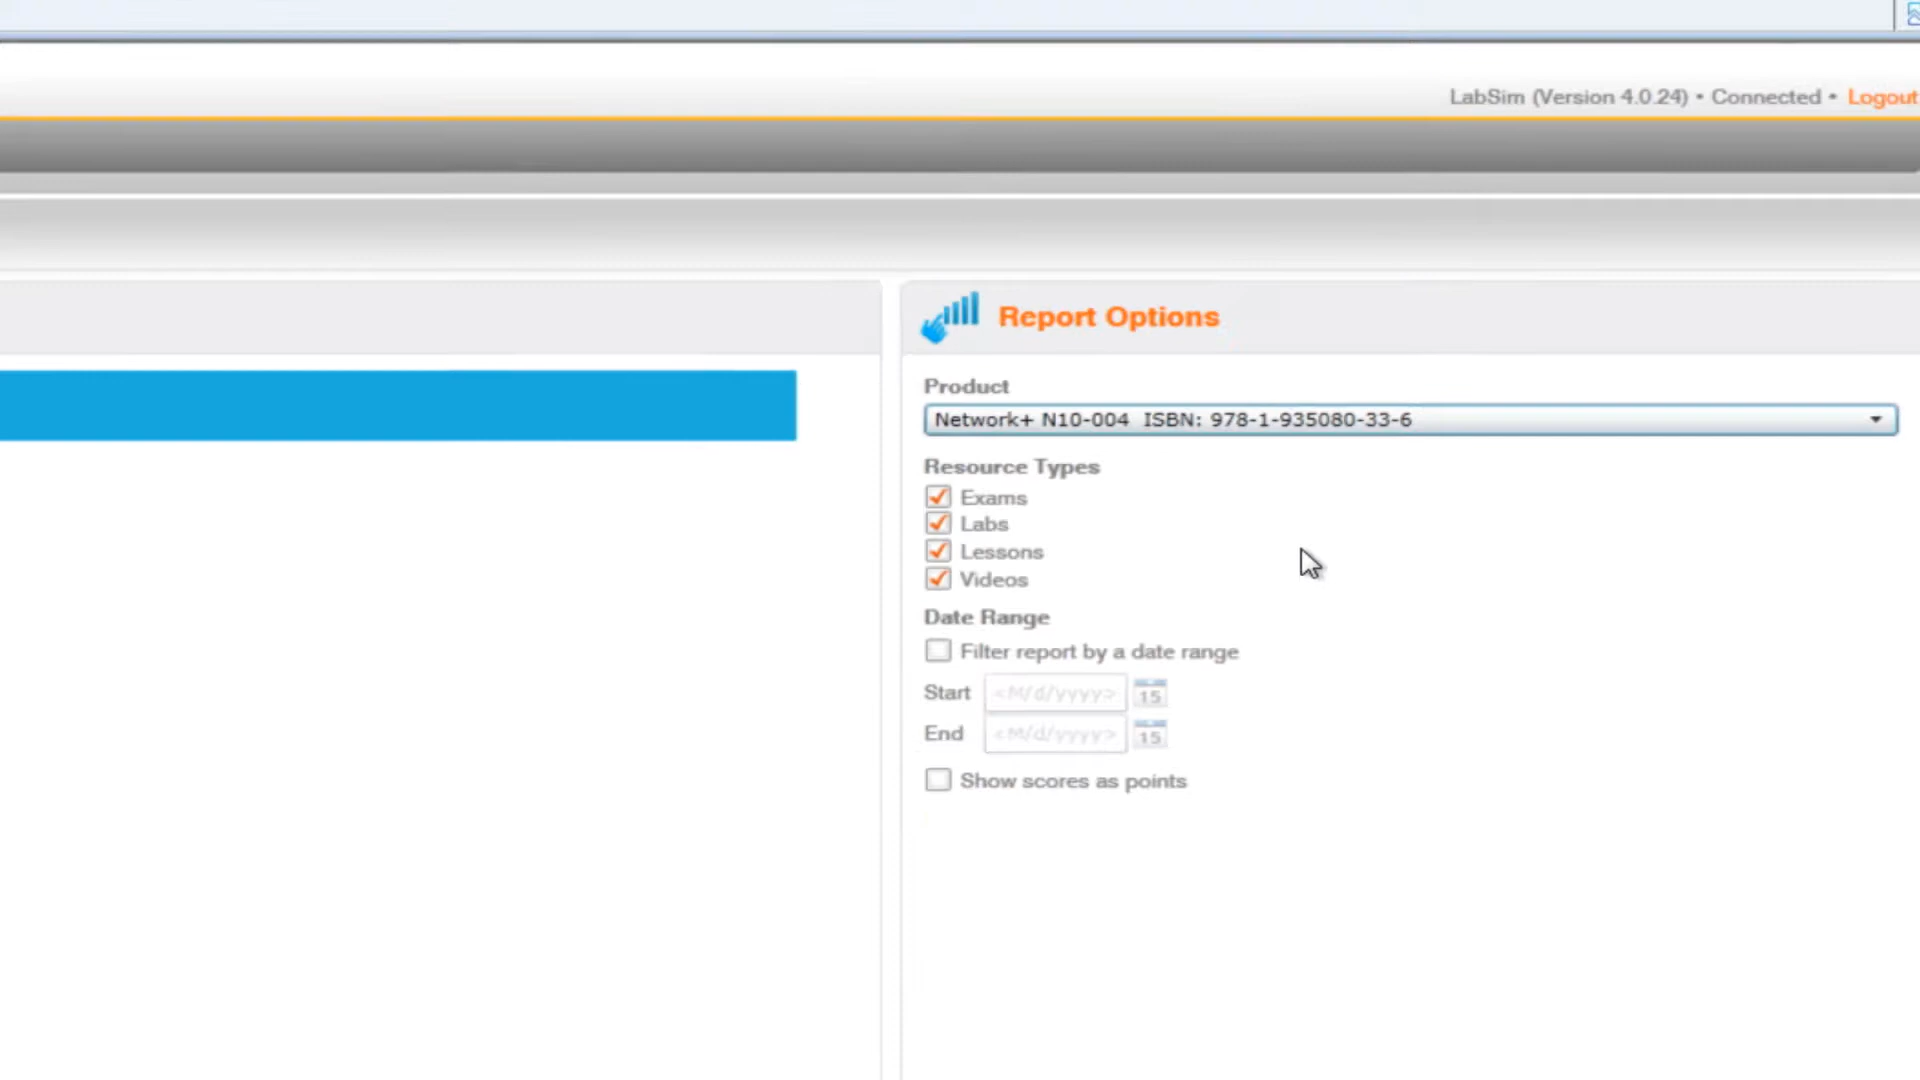 LabSim (Version 4.0.24) • Connected • Logout
Report Options
Product
Network+ N10-004 ISBN: 978-1-935080-33-6
Resource Types
Exams
Labs
Lessons
Videos
Date Range
Filter report by a date range
Start <M/d/yyyy> 15
End <M/d/yyyy> 15
Show scores as points